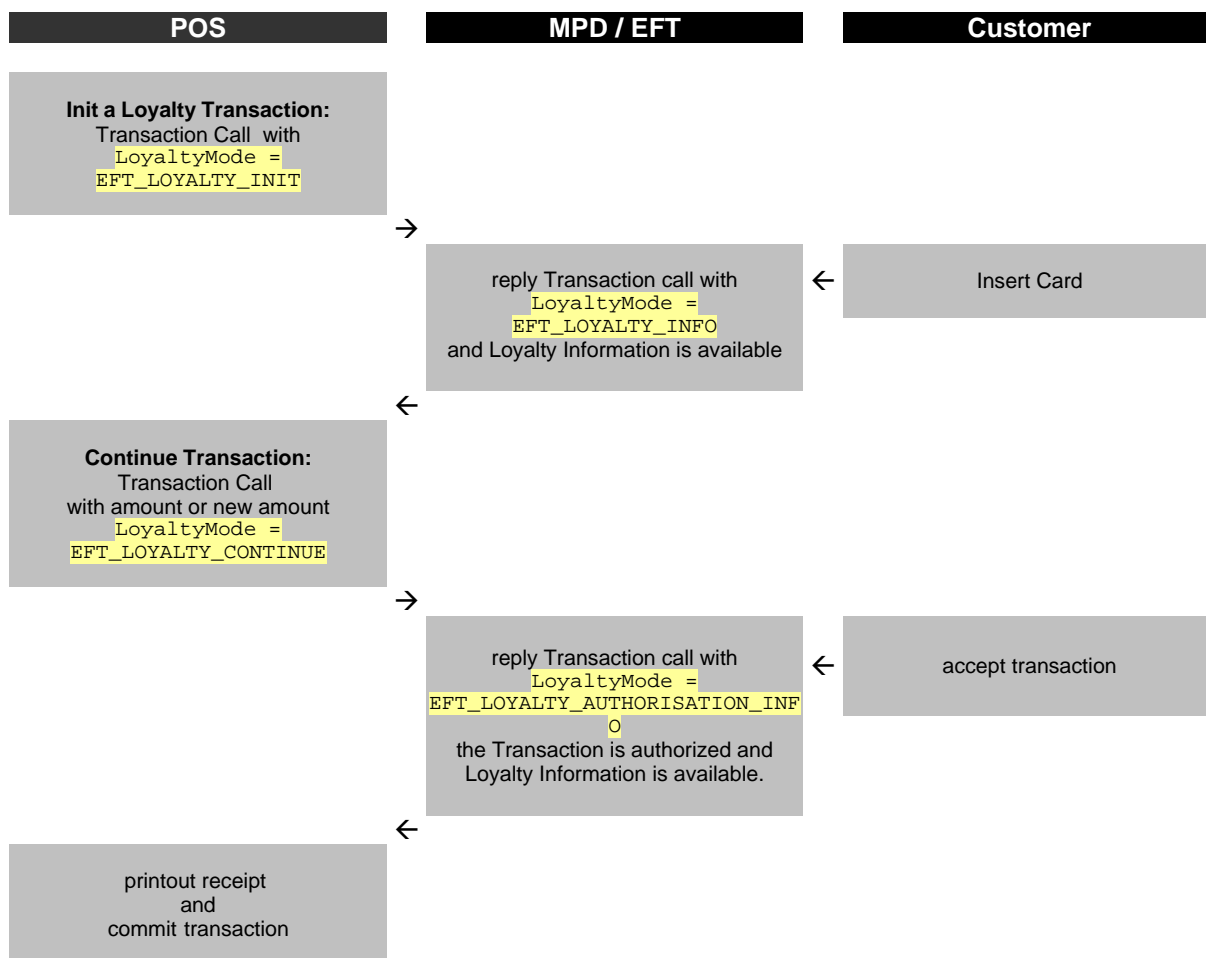 POS MPD / EFT Customer
Init a Loyalty Transaction:
Transaction Call with
LoyaltyMode =
EFT_LOYALTY_INIT
→
reply Transaction call with
LoyaltyMode =
EFT_LOYALTY_INFO
and Loyalty Information is available
←
Insert Card
←
Continue Transaction:
Transaction Call
with amount or new amount
LoyaltyMode =
EFT_LOYALTY_CONTINUE
→
reply Transaction call with
LoyaltyMode =
EFT_LOYALTY_AUTHORISATION_INF
O
the Transaction is authorized and
Loyalty Information is available.
←
accept transaction
←
printout receipt
and
commit transaction